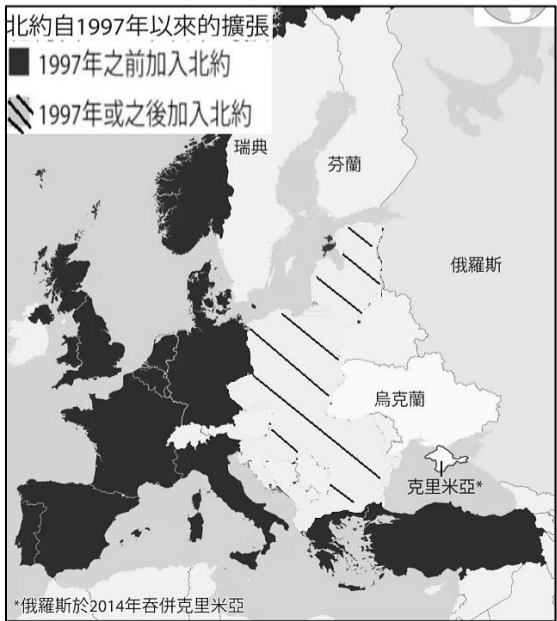 北約自1997年以來的擴張
1997年之前加入北約
1997年或之後加入北約
瑞典
芬蘭
俄羅斯
烏克蘭
克里米亞*
*俄羅斯於2014年吞併克里米亞